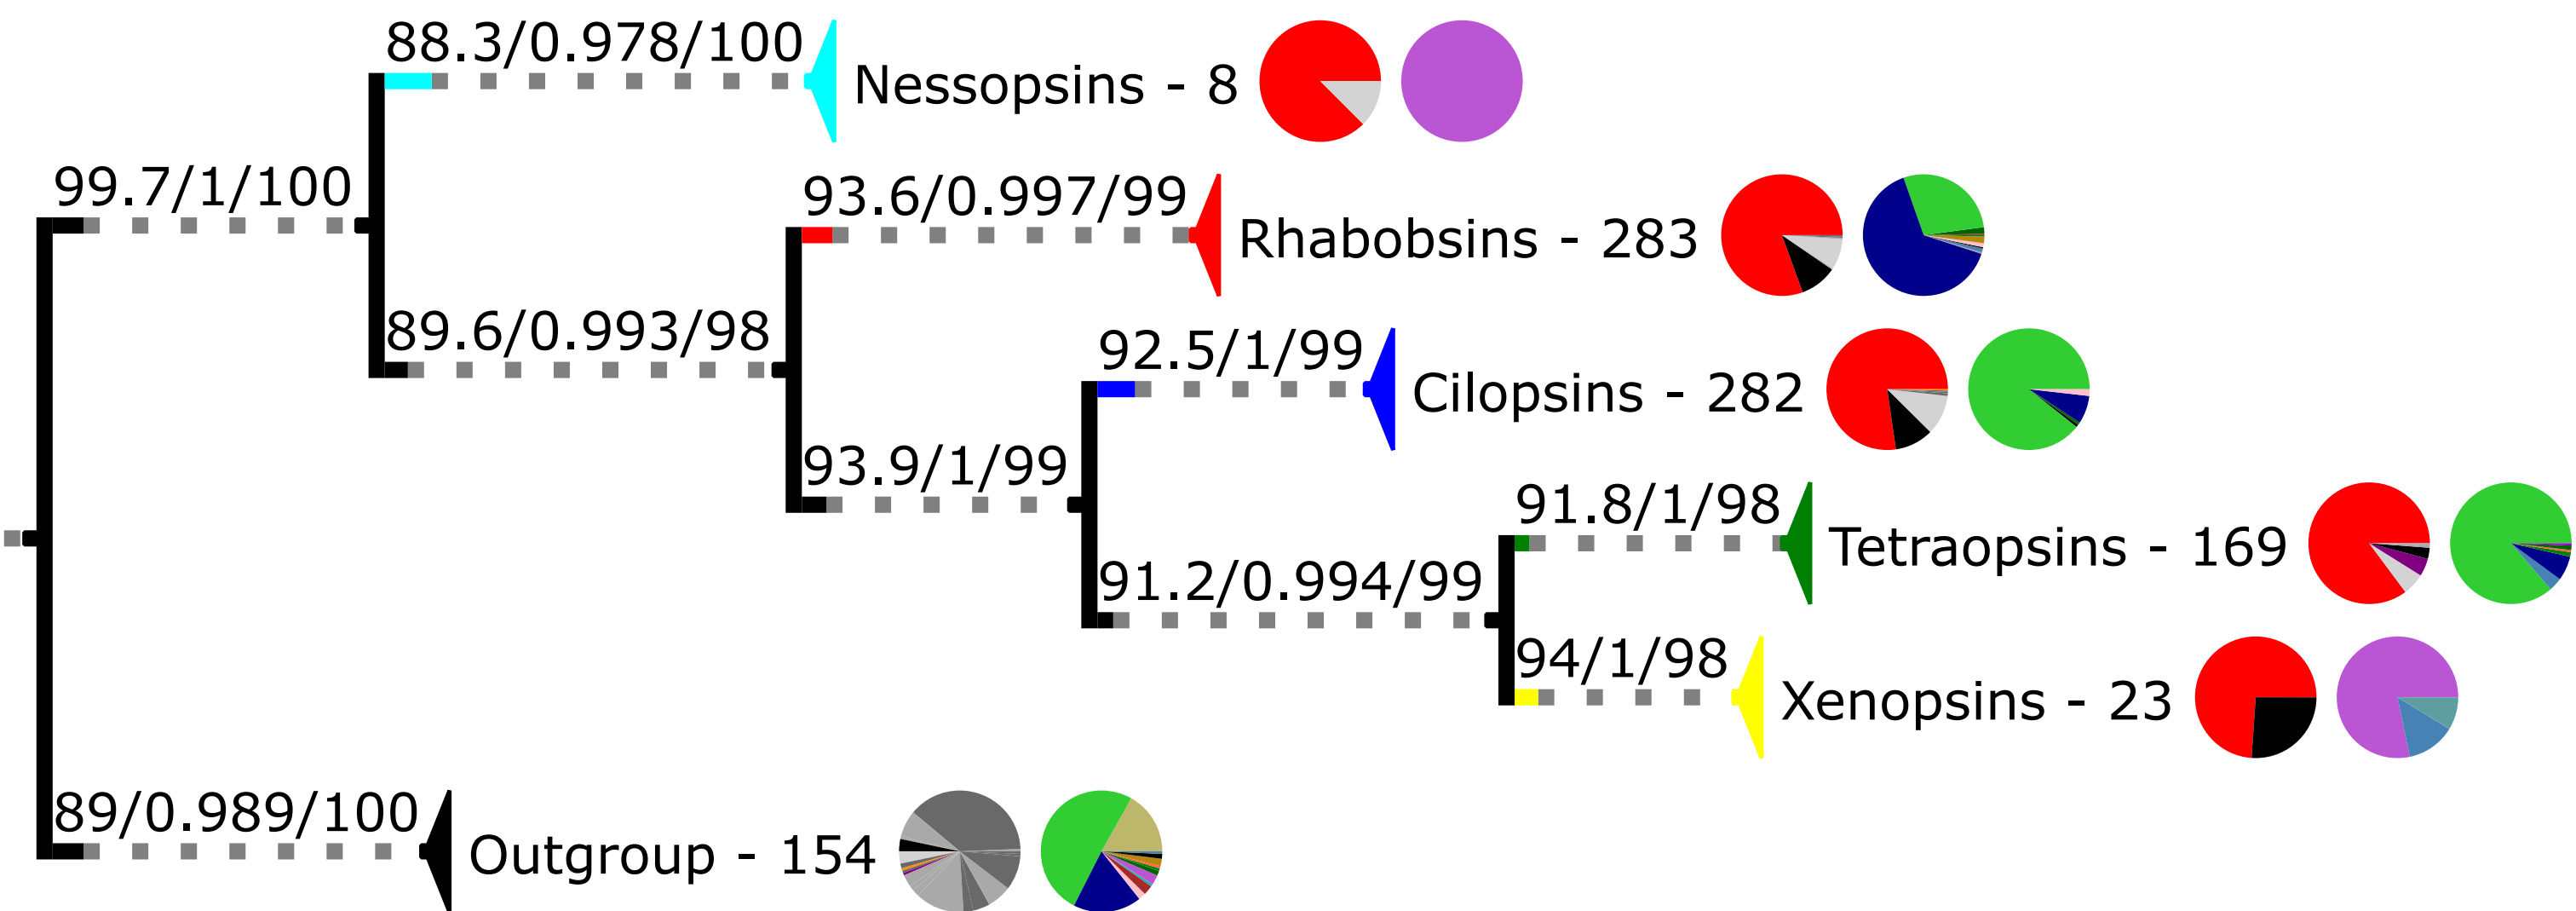 88.3/0.978/100
Nessopsins - 8
99.7/1/100
93.6/0.997/99
Rhabobsins - 283
89.6/0.993/98
92.5/1/99
Cilopsins - 282
93.9/1/99
91.8/1/98
Tetraopsins - 169
91.2/0.994/99
94/1/98
Xenopsins - 23
89/0.989/100
Outgroup - 154